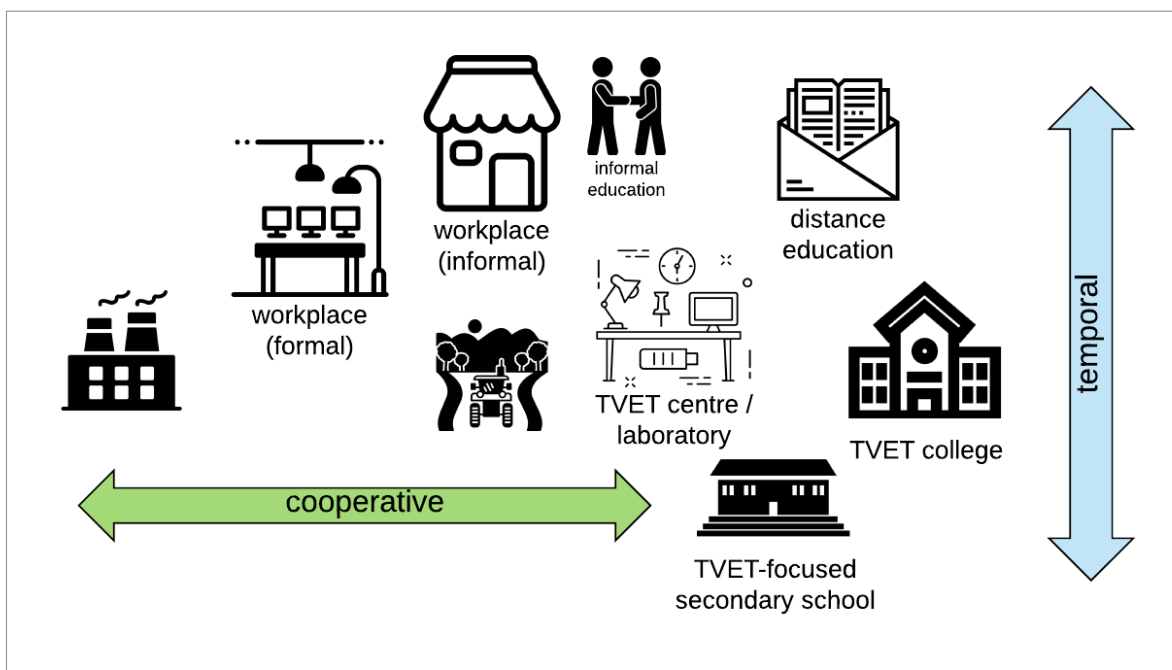 informal
education
workplace
(informal)
distance
education
workplace
(formal)
TVET centre /
laboratory
TVET college
cooperative
temporal
TVET-focused
secondary school